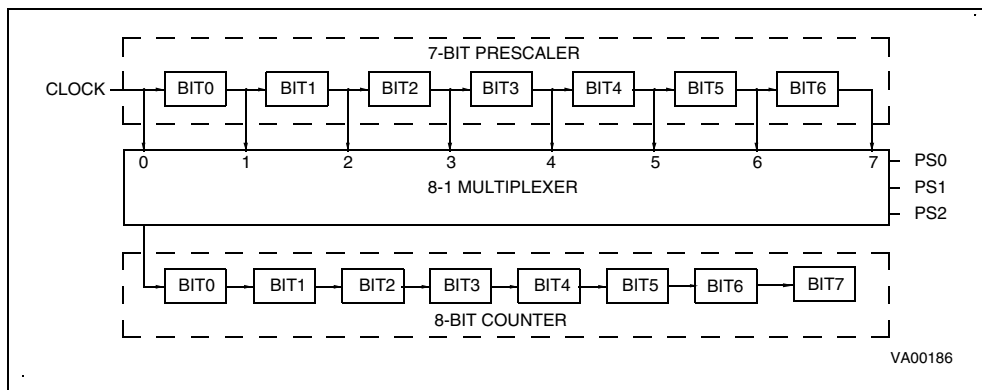 7-BIT PRESCALER
CLOCK BIT0 BIT1 BIT2 BIT3 BIT4 BIT5 BIT6
0 1 2 3 4 5 6 7
8-1 MULTIPLEXER
PS0
PS1
PS2
BIT0 BIT1 BIT2 BIT3 BIT4 BIT5 BIT6 BIT7
8-BIT COUNTER
VA00186